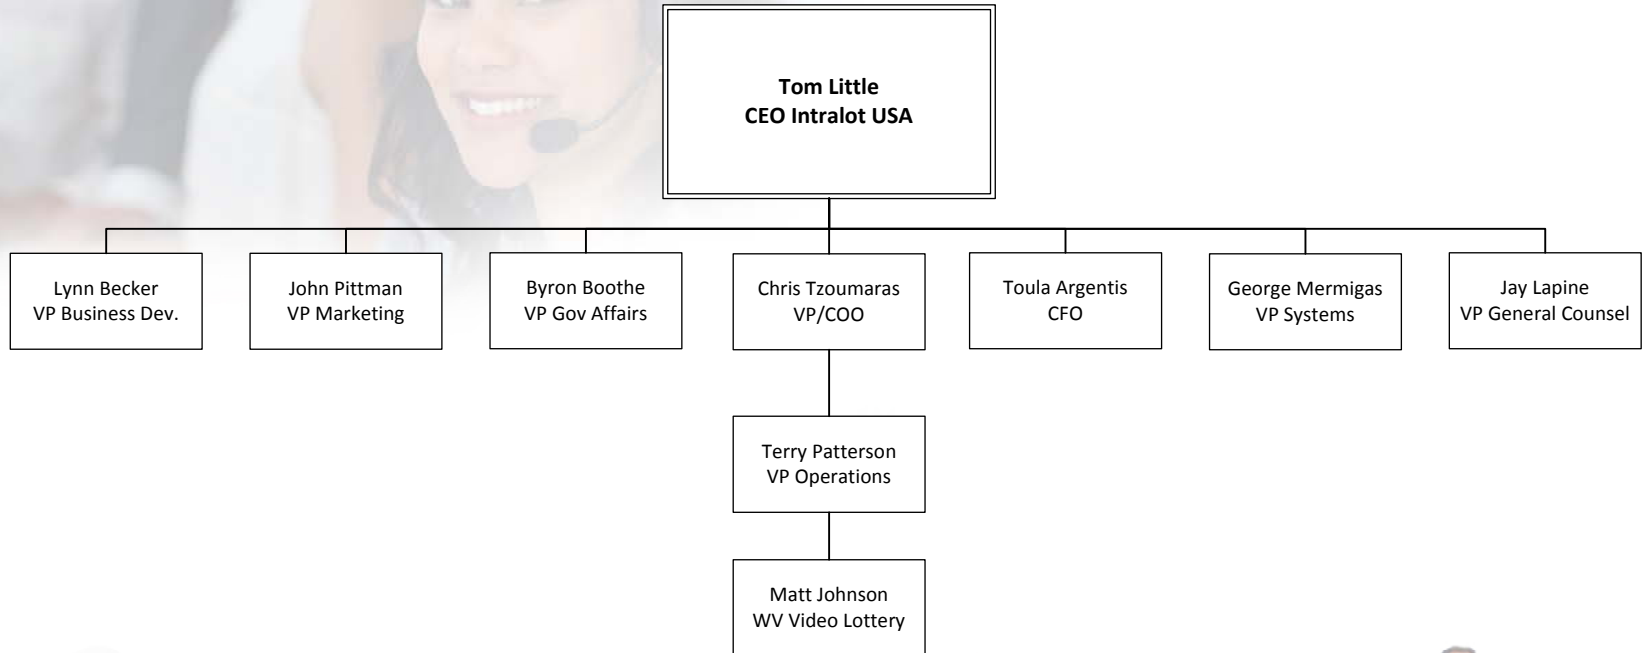 Tom Little
CEO Intralot USA
Lynn Becker
VP Business Dev.
John Pittman
VP Marketing
Byron Boothe
VP Gov Affairs
Chris Tzoumaras
VP/COO
Toula Argentis
CFO
George Mermigas
VP Systems
Jay Lapine
VP General Counsel
Terry Patterson
VP Operations
Matt Johnson
WV Video Lottery